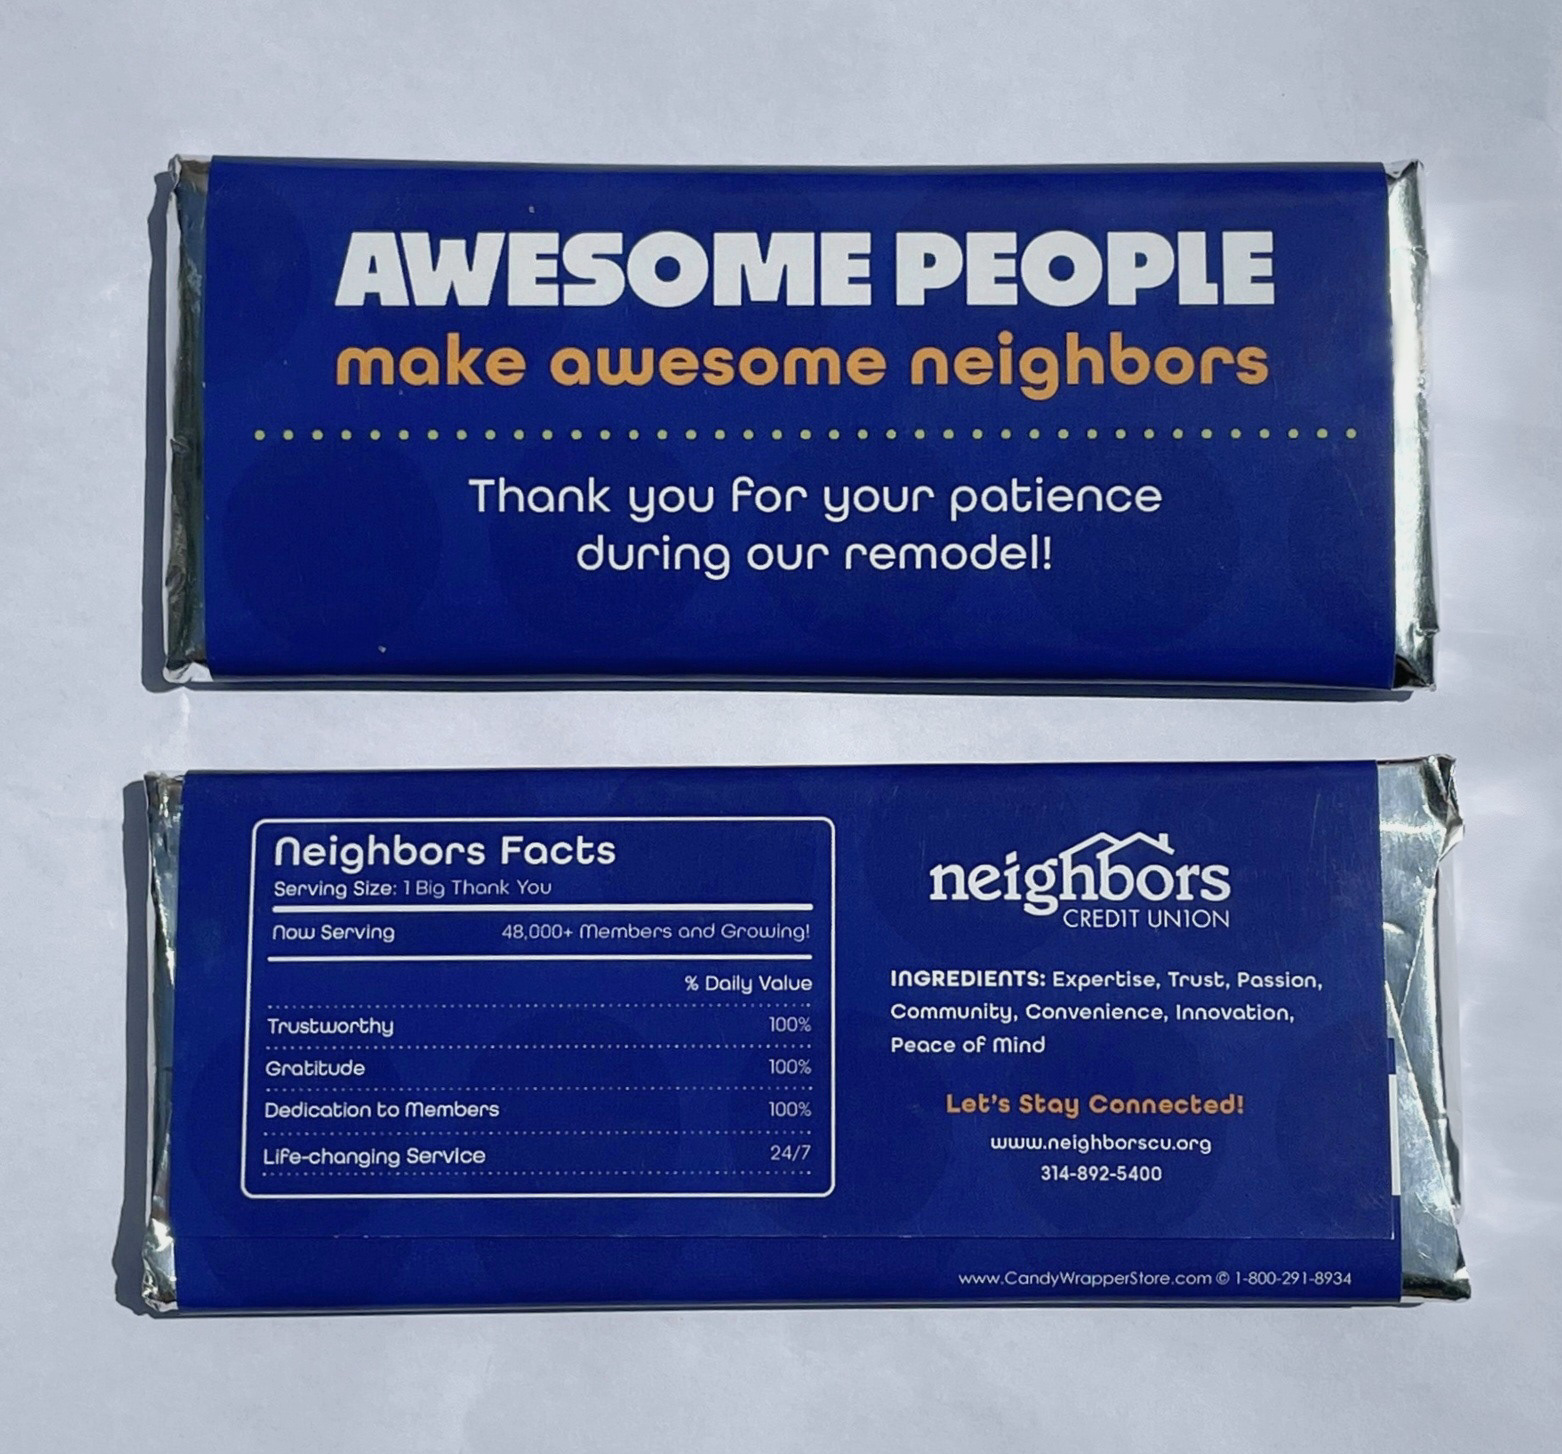 AWESOME PEOPLE
make awesome neighbors
Thank you for your patience
during our remodel!
Neighbors Facts
Serving Size: 1 Big Thank You
Now Serving 48,000+ Members and Growing!
% Daily Value
Trustworthy 100%
Gratitude 100%
Dedication to Members 100%
Life-changing Service 24/7
neighbors
CREDIT UNION
INGREDIENTS: Expertise, Trust, Passion,
Community, Convenience, Innovation,
Peace of Mind
Let's Stay Connected!
www.neighborscu.org
314-892-5400
www.CandyWrapperStore.com © 1-800-291-8934